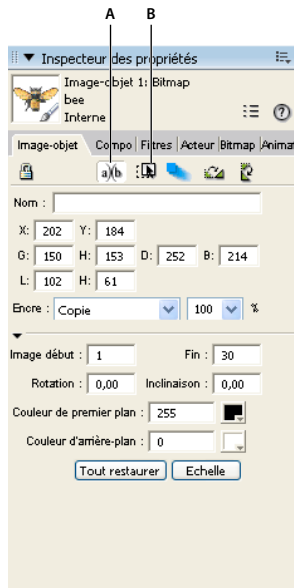 A B
Inspecteur des propriétés
Image-objet 1: Bitmap
bee
Interne
Image-objet Compo Filtres Acteur Bitmap Animat
a)(b
Nom :
X: 202 Y: 184
G: 150 H: 153 D: 252 B: 214
L: 102 H: 61
Encre : Copie 100 %
Image début : 1 Fin : 30
Rotation : 0,00 Inclinaison : 0,00
Couleur de premier plan : 255
Couleur d'arrière-plan : 0
Tout restaurer Echelle